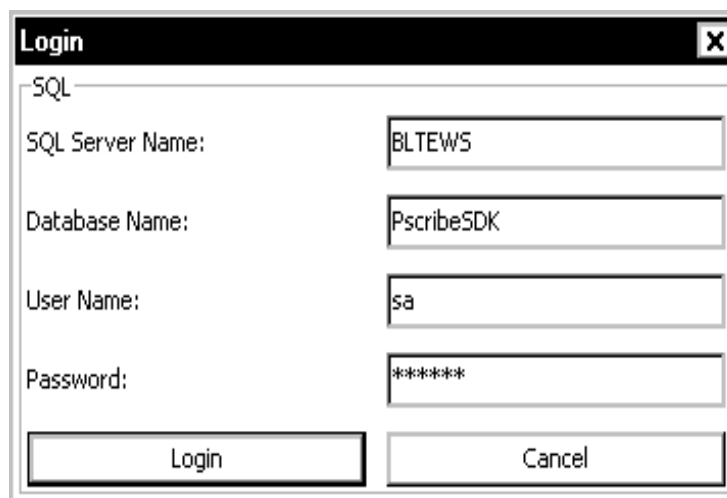 Login
SQL
SQL Server Name: BLTEWS
Database Name: PscribeSDK
User Name: sa
Password: ******
Login Cancel